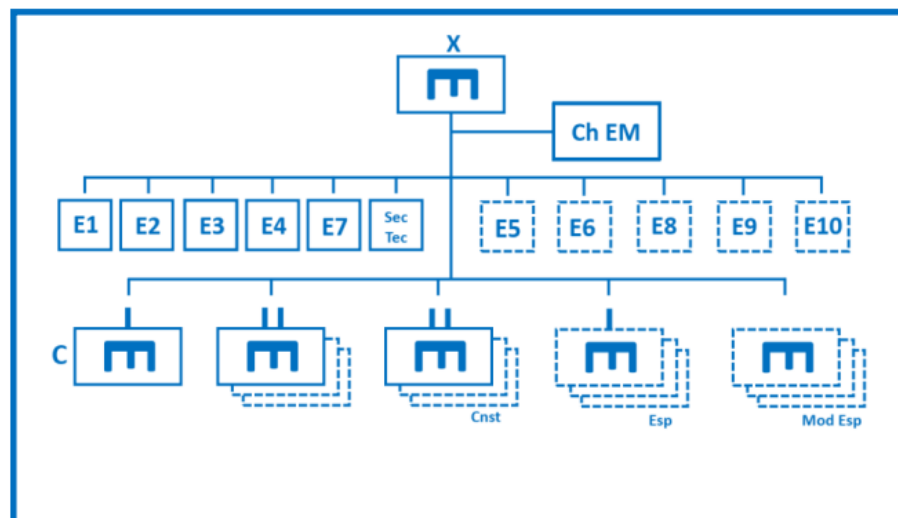 X
Ch EM
E1 E2 E3 E4 E7 Sec Tec E5 E6 E8 E9 E10
C
Cnst Esp Mod Esp